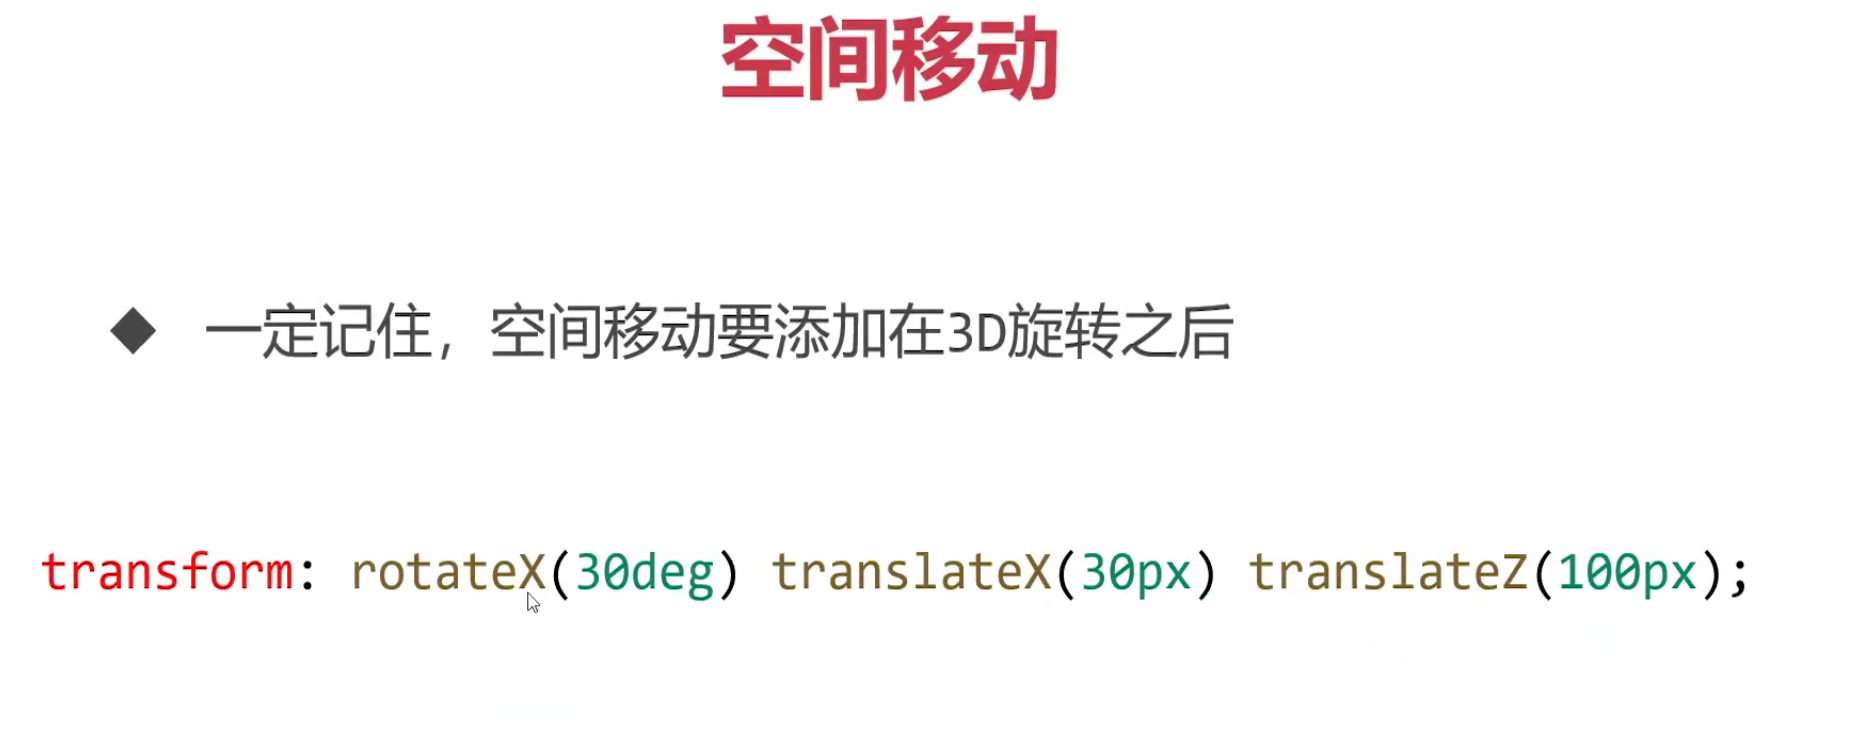 空间移动
◆ 一定记住，空间移动要添加在3D旋转之后
transform: rotateX(30deg) translateX(30px) translateZ(100px);